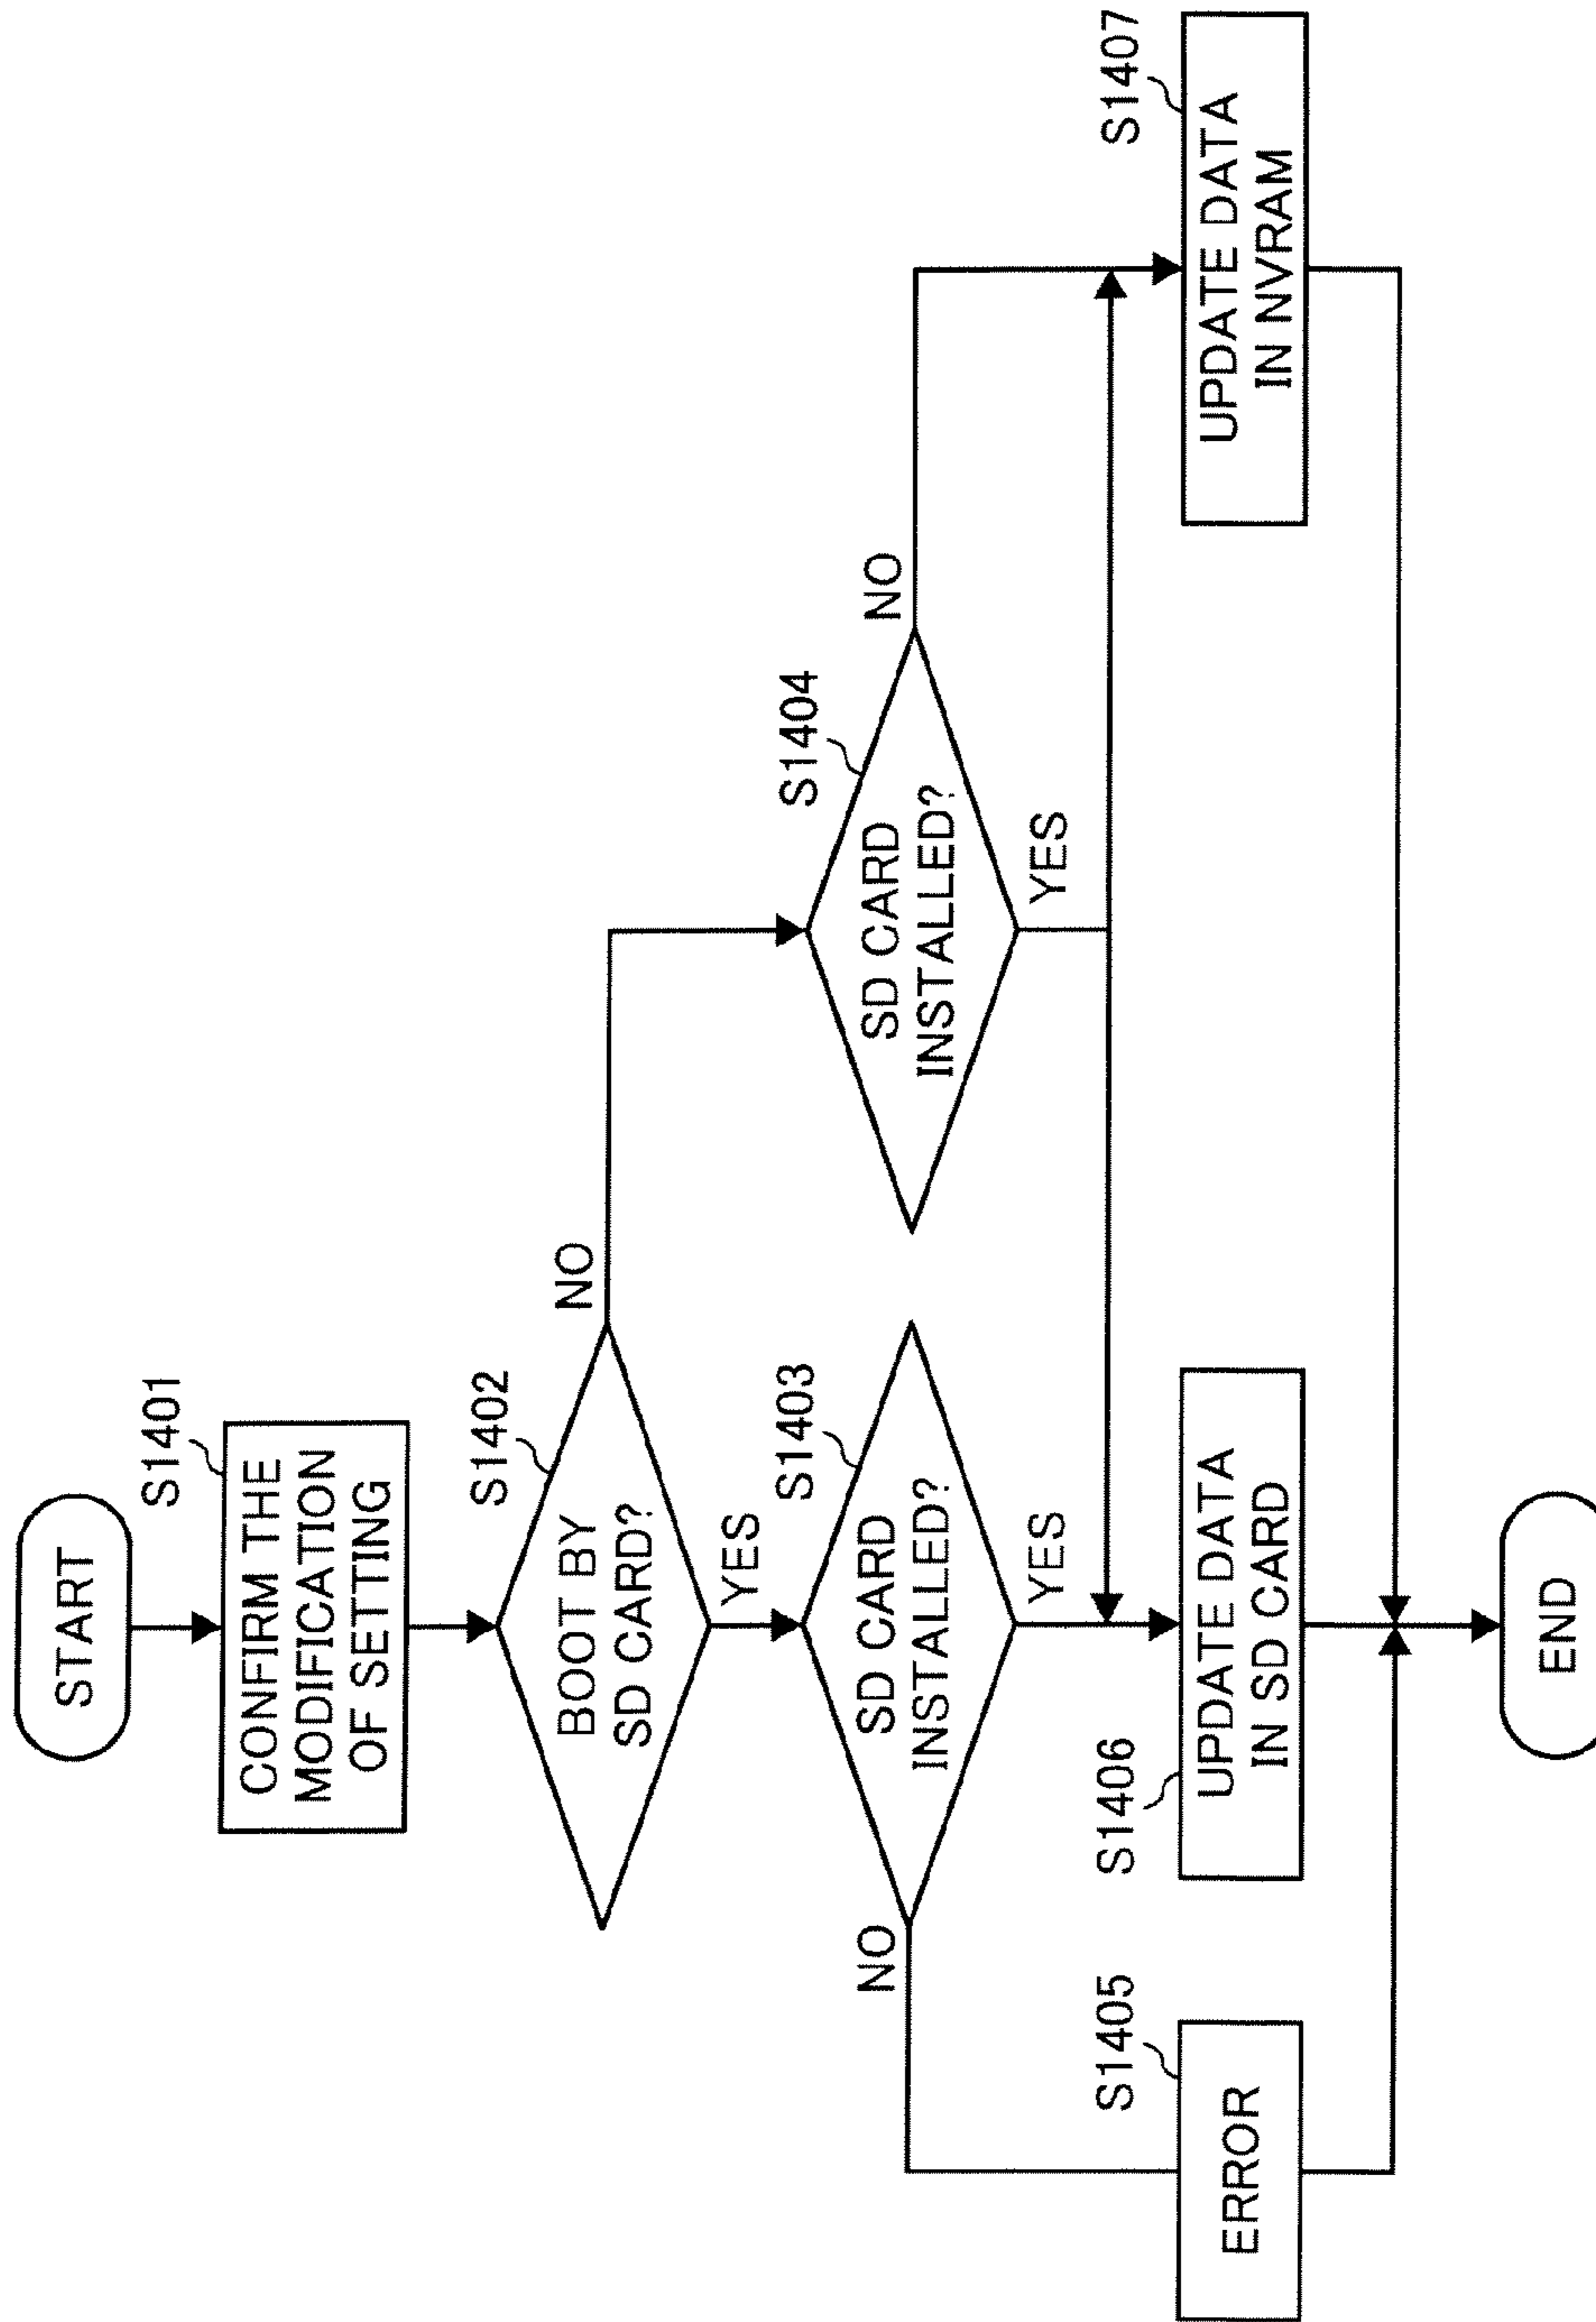 START
S1401
CONFIRM THE
MODIFICATION
OF SETTING
S1402
BOOT BY
SD CARD?
NO
YES
S1403
SD CARD
INSTALLED?
NO
YES
S1404
SD CARD
INSTALLED?
NO
YES
S1405
ERROR
S1406
UPDATE DATA
IN SD CARD
S1407
UPDATE DATA
IN NVRAM
END